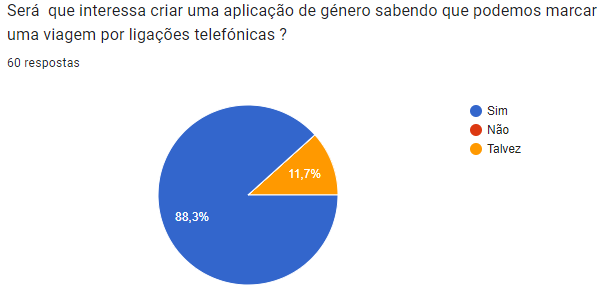 Será  que interessa criar uma aplicação de género sabendo que podemos marcar
uma viagem por ligações telefónicas ?
60 respostas
Sim
Não
Talvez
11,7%
88,3%